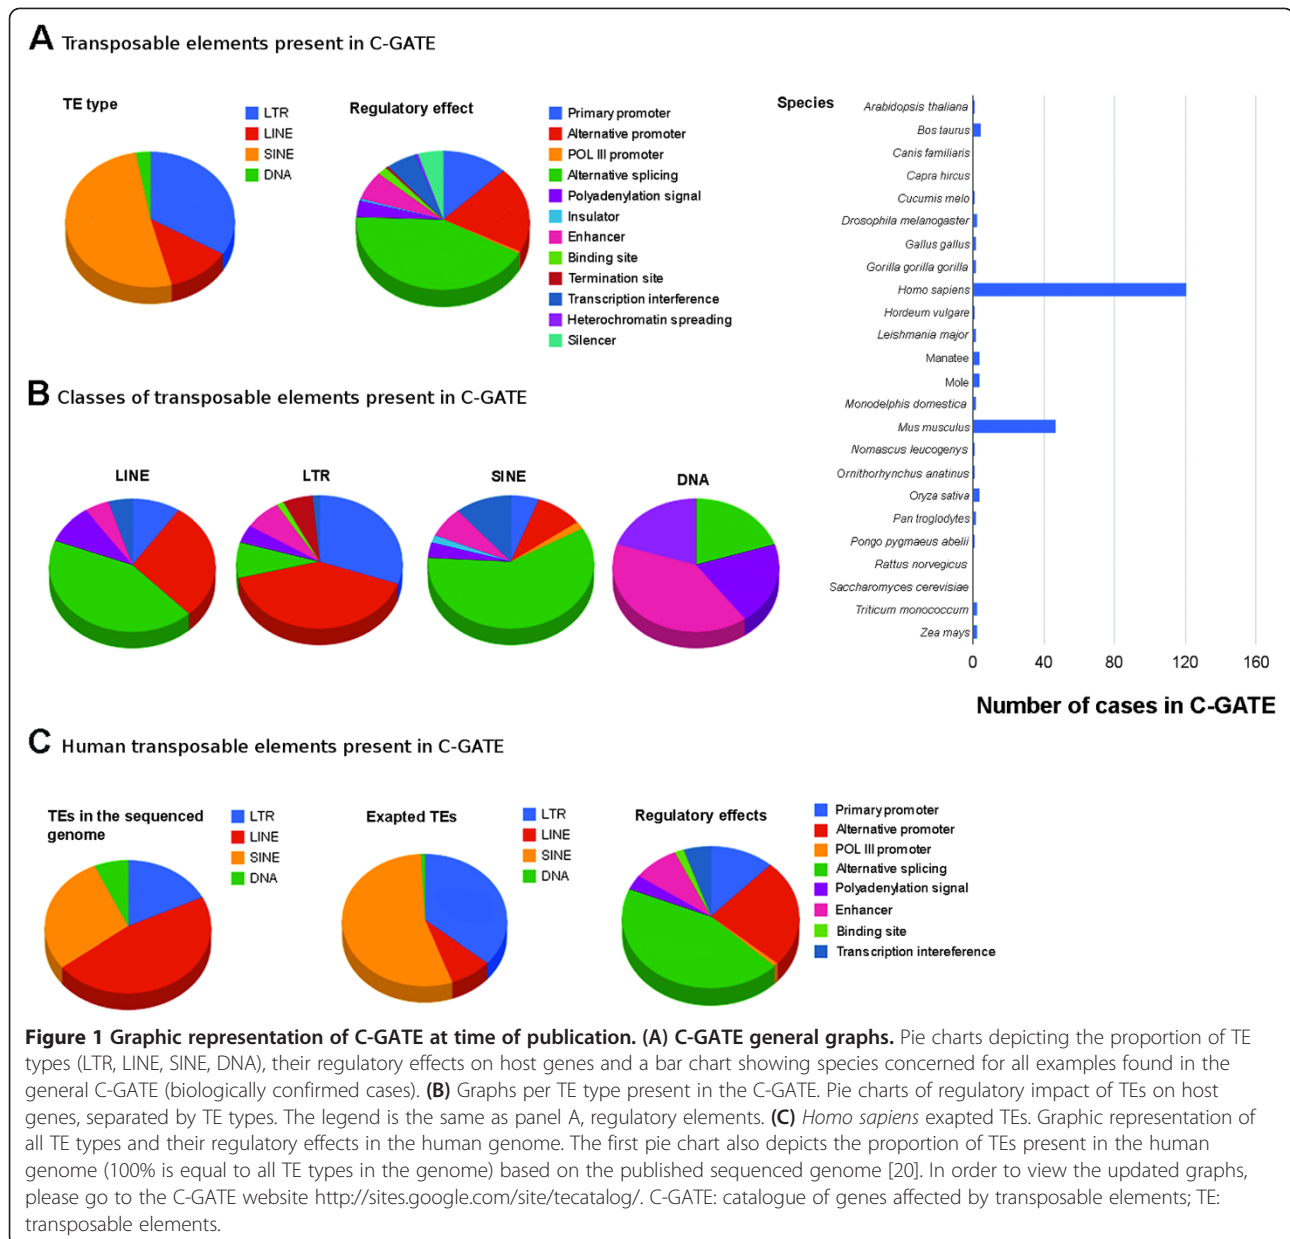 A Transposable elements present in C-GATE
TE type
LTR
LINE
SINE
DNA
Regulatory effect
Primary promoter
Alternative promoter
POL III promoter
Alternative splicing
Polyadenylation signal
Insulator
Enhancer
Binding site
Termination site
Transcription interference
Heterochromatin spreading
Silencer
Species
Arabidopsis thaliana
Bos taurus
Canis familiaris
Capra hircus
Cucumis melo
Drosophila melanogaster
Gallus gallus
Gorilla gorilla gorilla
Homo sapiens
Hordeum vulgare
Leishmania major
Manatee
Mole
Monodelphis domestica
Mus musculus
Nomascus leucogenys
Ornithorhynchus anatinus
Oryza sativa
Pan troglodytes
Pongo pygmaeus abelii
Rattus norvegicus
Saccharomyces cerevisiae
Triticum monococcum
Zea mays
0 40 80 120 160
Number of cases in C-GATE
B Classes of transposable elements present in C-GATE
LINE
LTR
SINE
DNA
C Human transposable elements present in C-GATE
TEs in the sequenced
genome
LTR
LINE
SINE
DNA
Exapted TEs
LTR
LINE
SINE
DNA
Regulatory effects
Primary promoter
Alternative promoter
POL III promoter
Alternative splicing
Polyadenylation signal
Enhancer
Binding site
Transcription intereference
Figure 1 Graphic representation of C-GATE at time of publication. (A) C-GATE general graphs. Pie charts depicting the proportion of TE
types (LTR, LINE, SINE, DNA), their regulatory effects on host genes and a bar chart showing species concerned for all examples found in the
general C-GATE (biologically confirmed cases). (B) Graphs per TE type present in the C-GATE. Pie charts of regulatory impact of TEs on host
genes, separated by TE types. The legend is the same as panel A, regulatory elements. (C) Homo sapiens exapted TEs. Graphic representation of
all TE types and their regulatory effects in the human genome. The first pie chart also depicts the proportion of TEs present in the human
genome (100% is equal to all TE types in the genome) based on the published sequenced genome [20]. In order to view the updated graphs,
please go to the C-GATE website http://sites.google.com/site/tecatalog/. C-GATE: catalogue of genes affected by transposable elements; TE:
transposable elements.